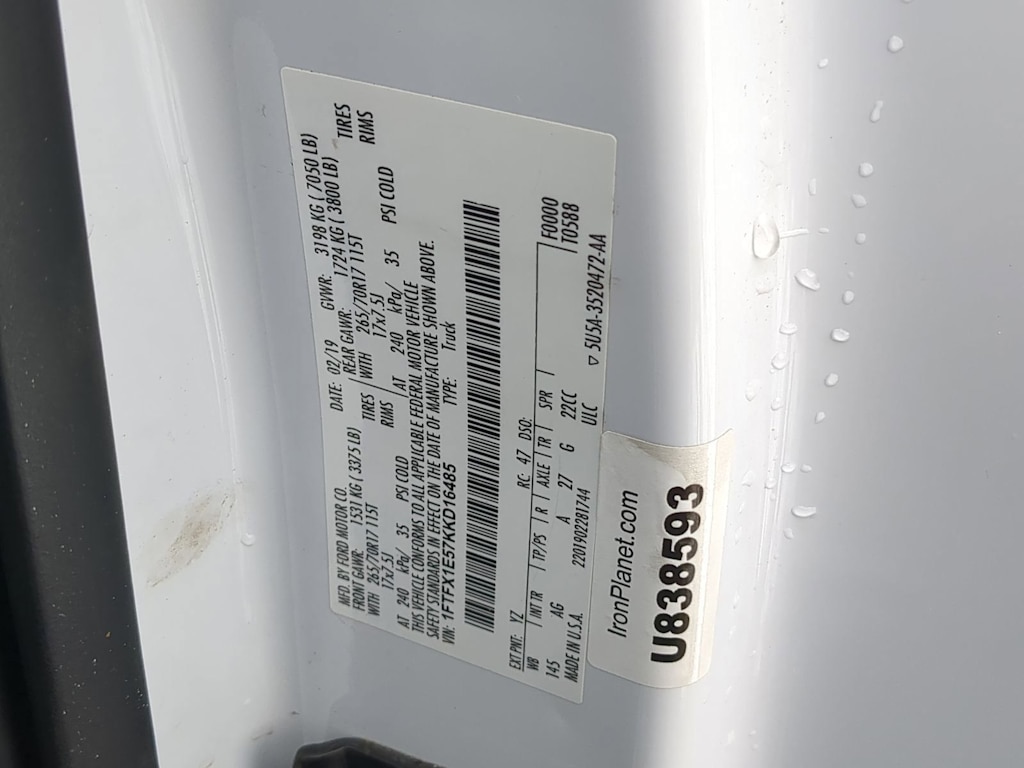 MFD. BY FORD MOTOR CO. DATE: 02/19 GVWR: 3198 KG ( 7050 LB)
FRONT GAWR: 1531 KG ( 3375 LB) REAR GAWR: 1724 KG ( 3800 LB)
WITH 265/70R17 115T TIRES WITH 265/70R17 115T TIRES
17x7.5J RIMS 17x7.5J RIMS
AT 240 kPa/ 35 PSI COLD AT 240 kPa/ 35 PSI COLD
THIS VEHICLE CONFORMS TO ALL APPLICABLE FEDERAL MOTOR VEHICLE
SAFETY STANDARDS IN EFFECT ON THE DATE OF MANUFACTURE SHOWN ABOVE.
VIN: 1FTFX1E57KKD16485 TYPE: Truck
EXT PNT: YZ RC: 47 DSO: F0000
WB INT TR TP/PS R AXLE TR SPR T0588
145 AG A 27 G 22CC
MADE IN U.S.A. 2201902281744 UCC ▽ 5U5A-3520472-AA
IronPlanet.com
U838593